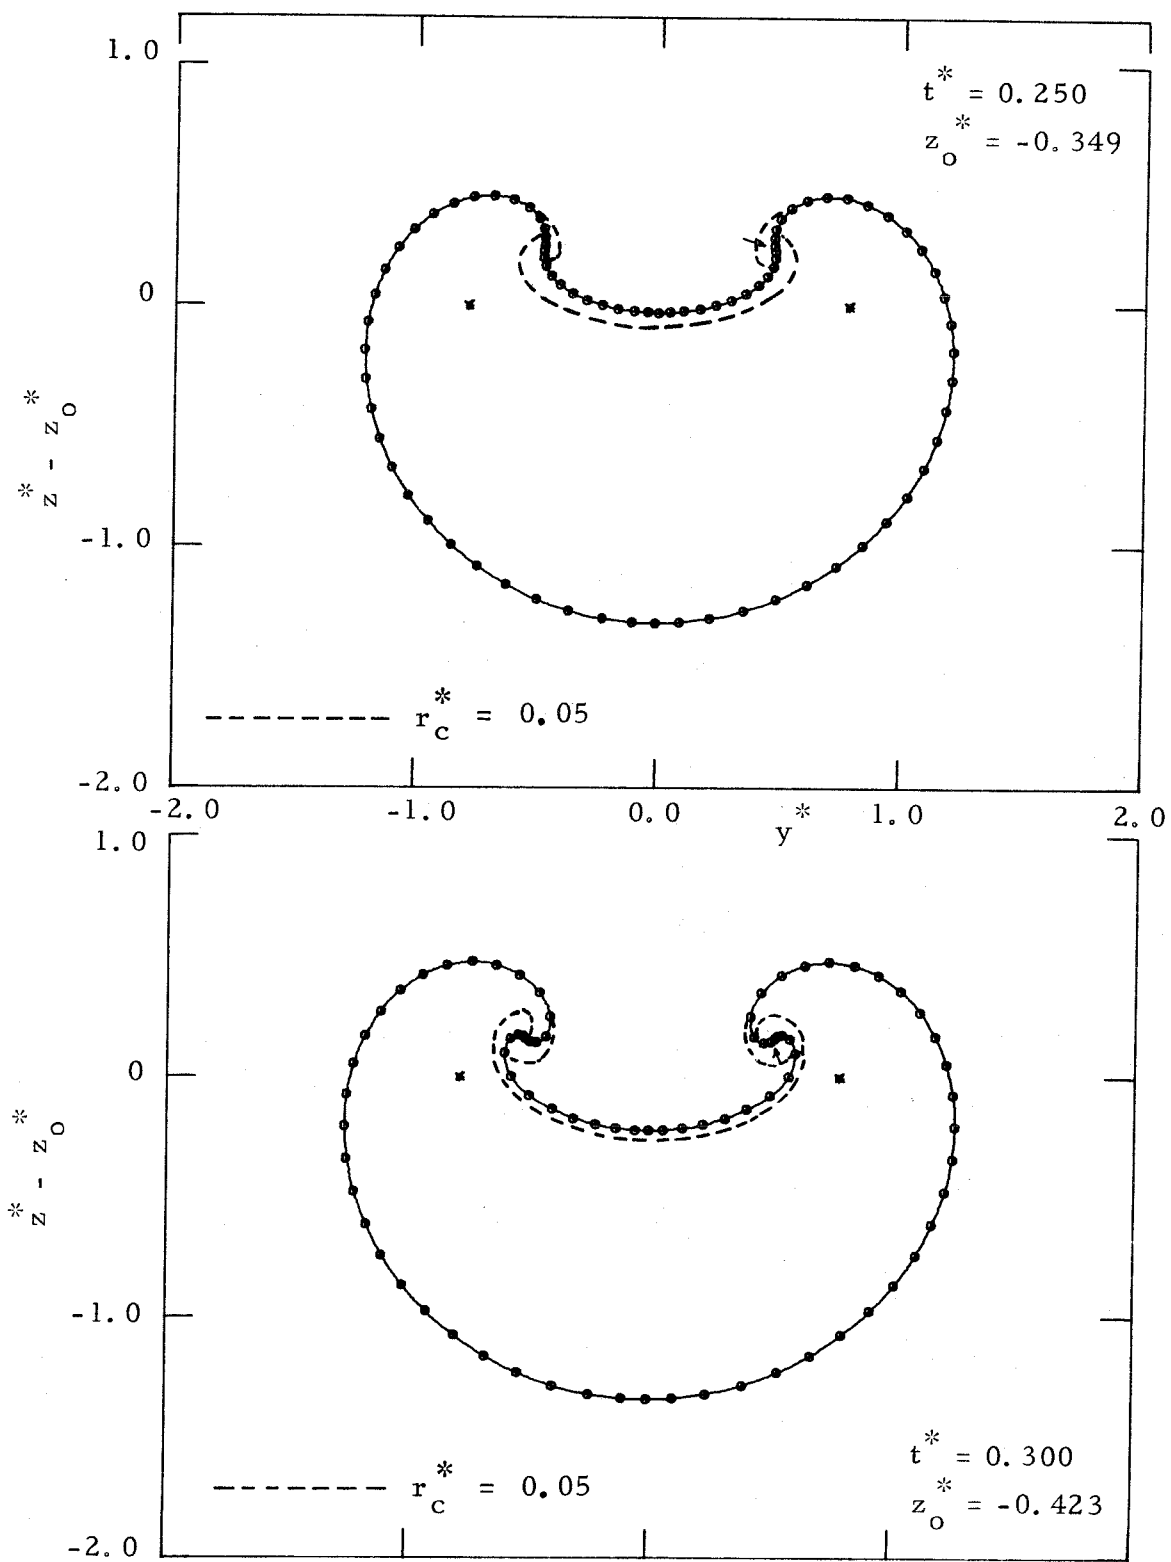 1.0
t* = 0.250
z_o* = -0.349
0
z* - z_o*
-1.0
------- r_c* = 0.05
-2.0
-2.0 -1.0 0.0 y* 1.0 2.0
1.0
0
z* - z_o*
-1.0
t* = 0.300
------- r_c* = 0.05
z_o* = -0.423
-2.0